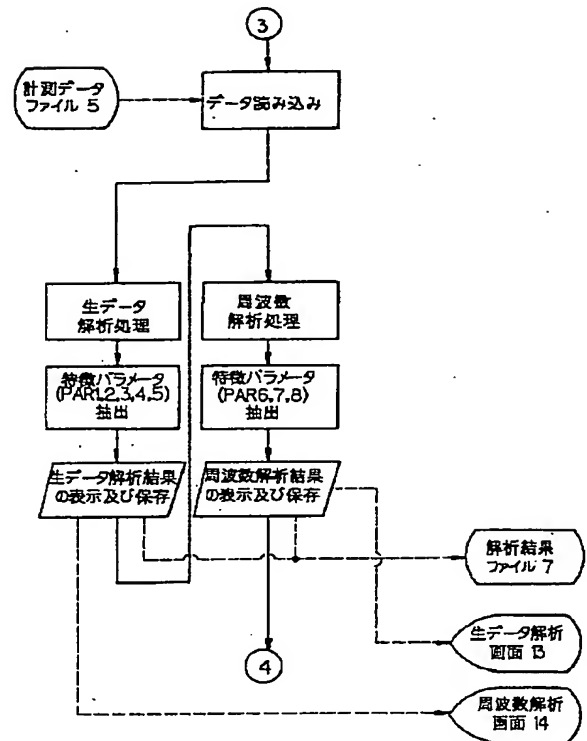 3
計測データ
ファイル 5
データ読み込み
生データ
解析処理
周波数
解析処理
特徴パラメータ
(PAR1,2,3,4,5)
抽出
特徴パラメータ
(PAR6,7,8)
抽出
生データ解析結果
の表示及び保存
周波数解析結果
の表示及び保存
解析結果
ファイル 7
生データ解析
画面 13
4
周波数解析
画面 14